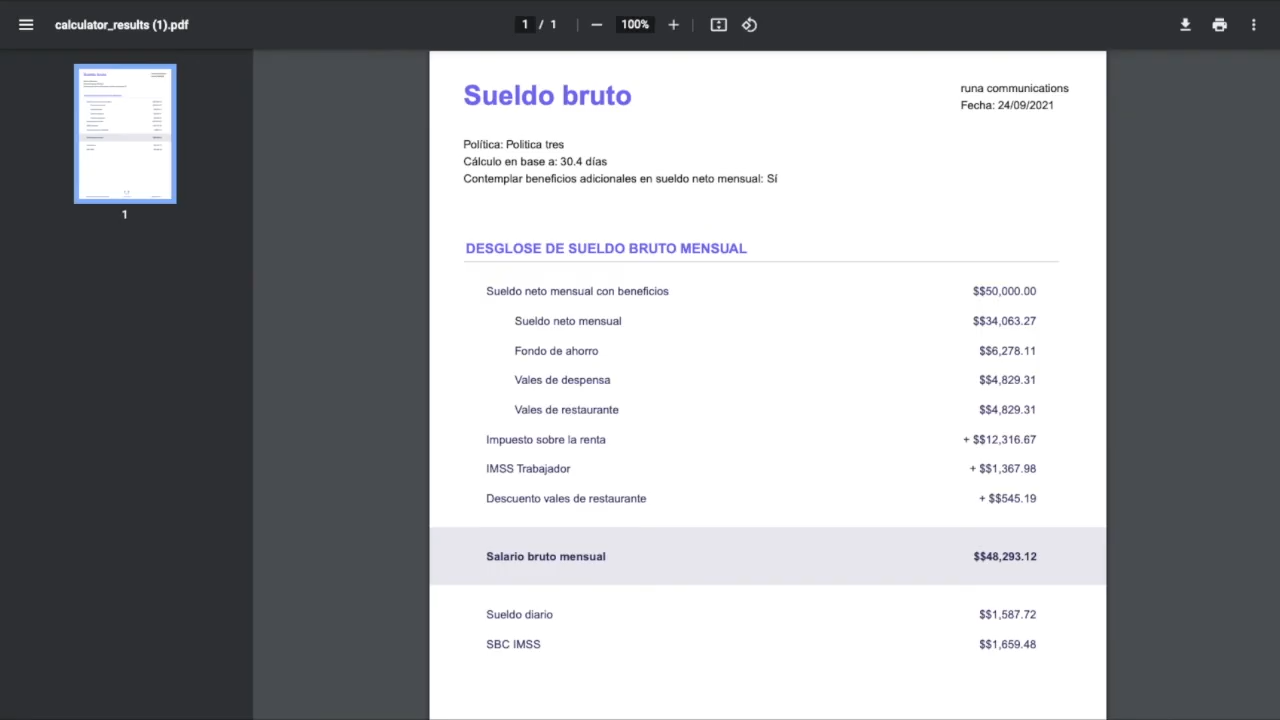 calculator_results (1).pdf
1 / 1
100%
1
Sueldo bruto
runa communications
Fecha: 24/09/2021
Política: Politica tres
Cálculo en base a: 30.4 días
Contemplar beneficios adicionales en sueldo neto mensual: Sí
DESGLOSE DE SUELDO BRUTO MENSUAL
Sueldo neto mensual con beneficios $$50,000.00
Sueldo neto mensual $$34,063.27
Fondo de ahorro $$6,278.11
Vales de despensa $$4,829.31
Vales de restaurante $$4,829.31
Impuesto sobre la renta + $$12,316.67
IMSS Trabajador + $$1,367.98
Descuento vales de restaurante + $$545.19
Salario bruto mensual $$48,293.12
Sueldo diario $$1,587.72
SBC IMSS $$1,659.48